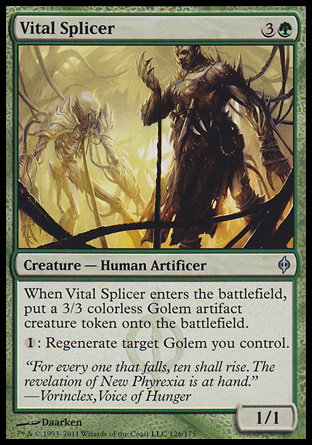 Vital Splicer 3
Creature — Human Artificer
When Vital Splicer enters the battlefield,
put a 3/3 colorless Golem artifact
creature token onto the battlefield.
1: Regenerate target Golem you control.
“For every one that falls, ten shall rise. The
revelation of New Phyrexia is at hand.”
—Vorinclex, Voice of Hunger
Daarken
™ & © 1993–2011 Wizards of the Coast LLC 126/175
1/1